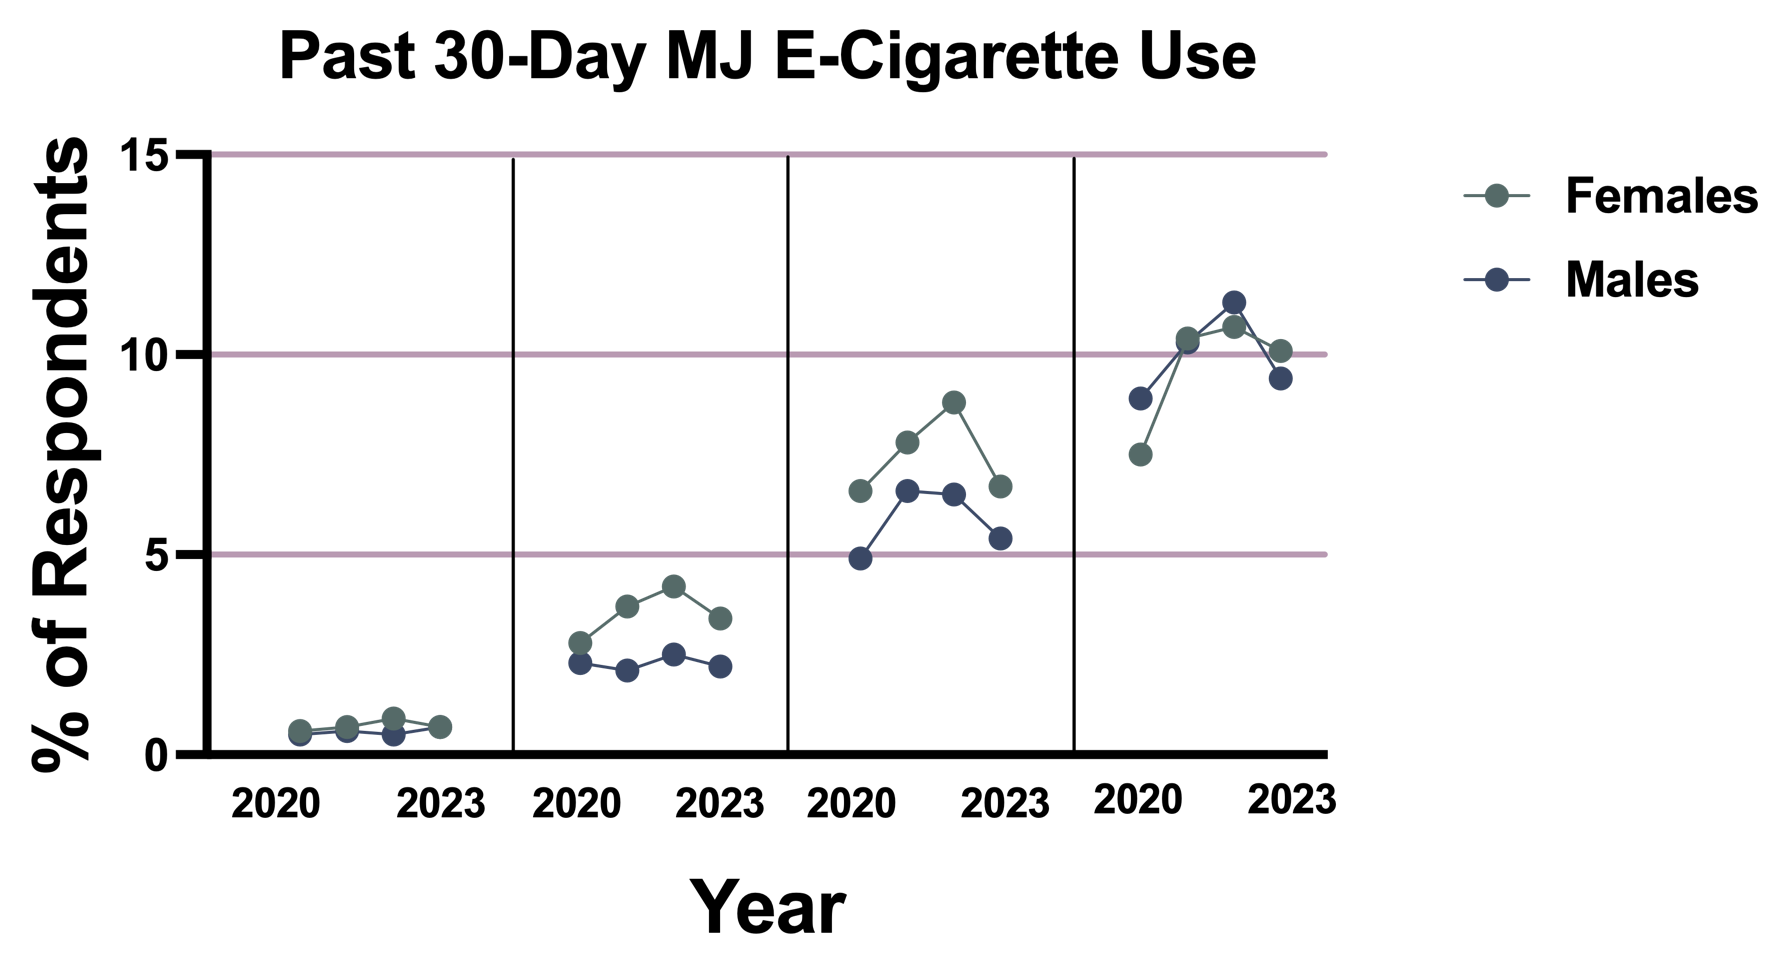 Past 30-Day MJ E-Cigarette Use
% of Respondents
15
10
5
0
2020 2023 2020 2023 2020 2023 2020 2023
Year
Females
Males